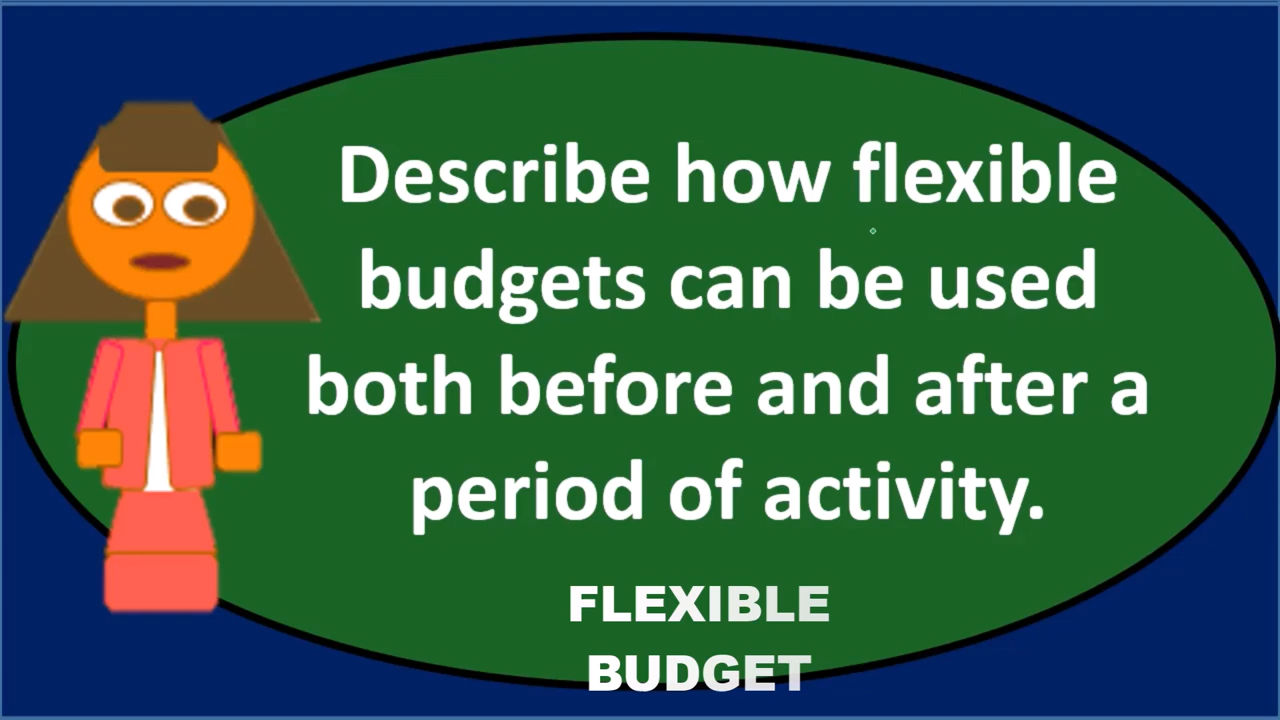 Describe how flexible
budgets can be used
both before and after a
period of activity.
FLEXIBLE
BUDGET